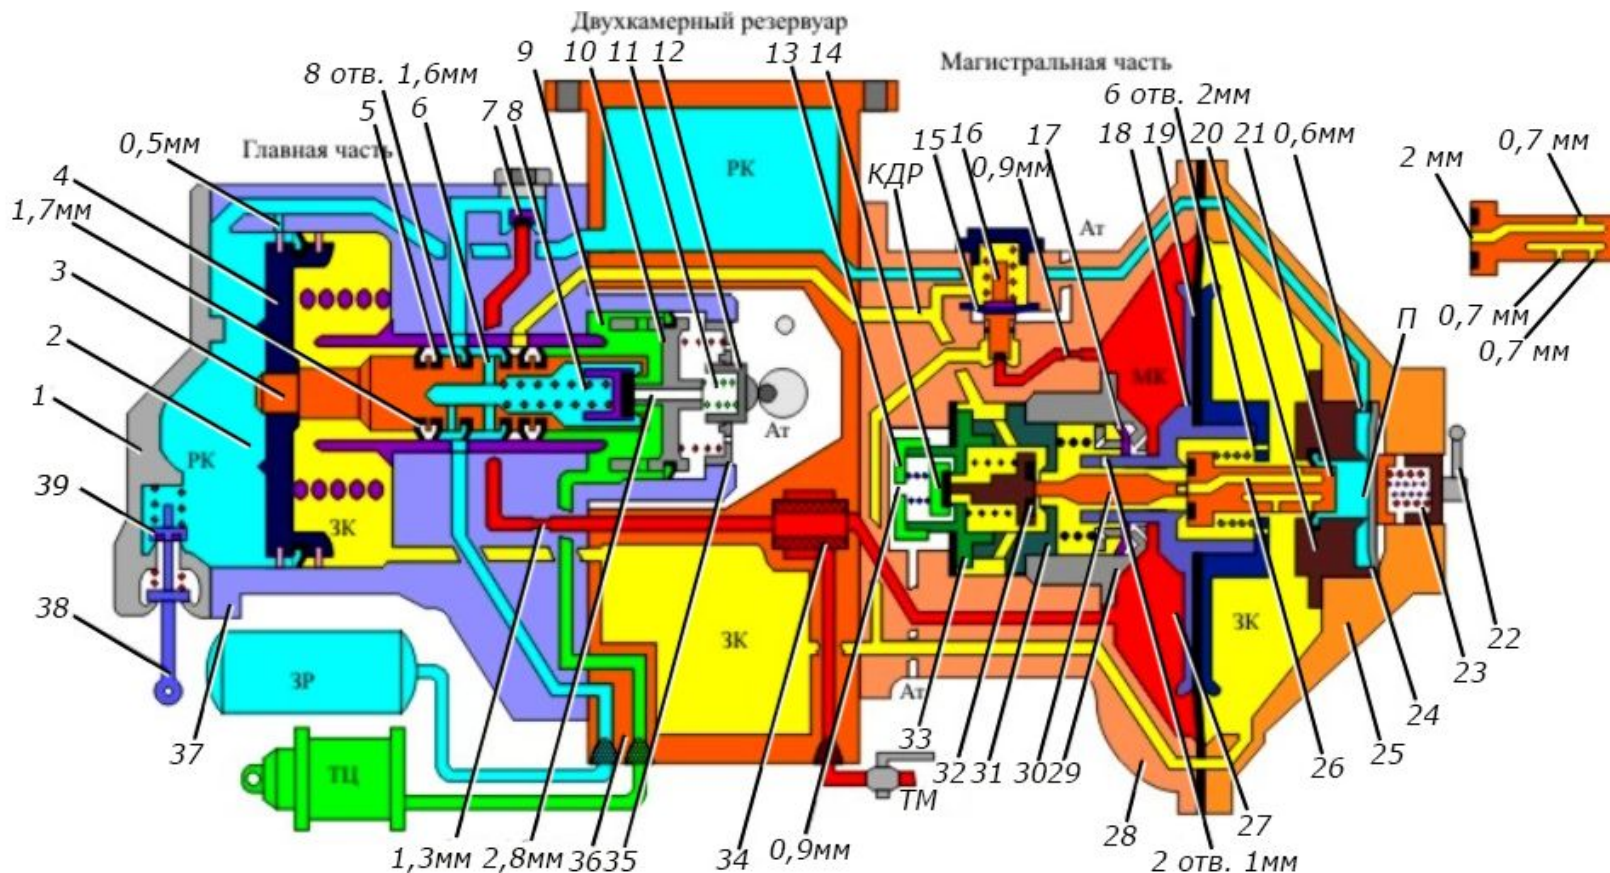 Двухкамерный резервуар
9 10 11 12 13 14
Магистральная часть
8 отв. 1,6мм
6 отв. 2мм
5 6 7 8
15 16 17 18 19 20 21 0,6мм
0,9мм
0,7 мм
2 мм
0,5мм
Главная часть
4
1,7мм
3
2
1
КДР
РК
Ат
П
0,7 мм
0,7 мм
МК
Ат
РК
39
ЗК
ЗК
ЗК
38
ЗР
22
23
24
25
26
27
28
37
ТЦ
Ат
33
32 31 30 29
ТМ
1,3мм 2,8мм 36 35 34 0,9мм
2 отв. 1мм